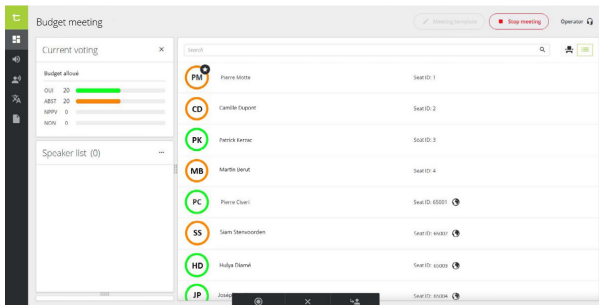 Budget meeting
Meeting template
Stop meeting
Operator
Current voting
Budget alloué
OUI 20
ABST 20
NPPV 0
NON 0
Speaker list (0)
Search
PM Pierre Motte Seat ID: 1
CD Camille Dupont Seat ID: 2
PK Patrick Kerrac Seat ID: 3
MB Martin Berut Seat ID: 4
PC Pierre Ciueri Seat ID: 65001
SS Siam Stenvoorden Seat ID: 65002
HD Hulya Diamé Seat ID: 65003
JP Joseph Seat ID: 65004